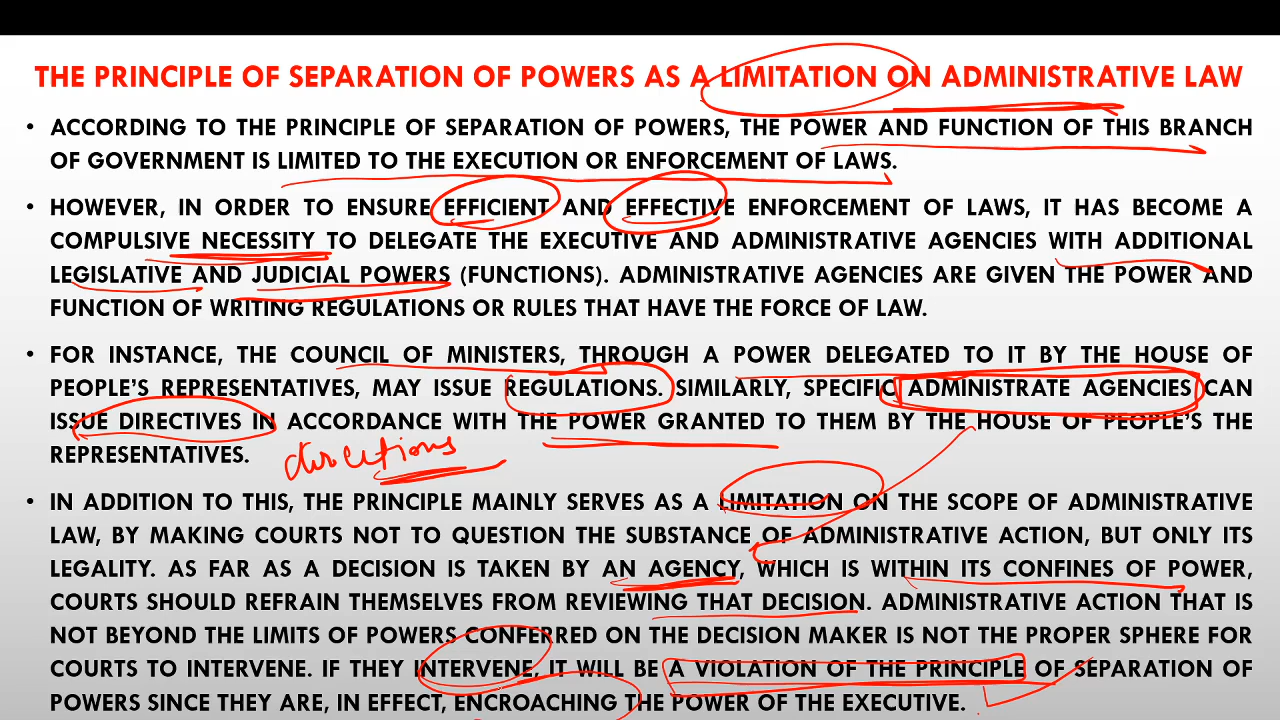 THE PRINCIPLE OF SEPARATION OF POWERS AS A LIMITATION ON ADMINISTRATIVE LAW
• ACCORDING TO THE PRINCIPLE OF SEPARATION OF POWERS, THE POWER AND FUNCTION OF THIS BRANCH
OF GOVERNMENT IS LIMITED TO THE EXECUTION OR ENFORCEMENT OF LAWS.
• HOWEVER, IN ORDER TO ENSURE EFFICIENT AND EFFECTIVE ENFORCEMENT OF LAWS, IT HAS BECOME A
COMPULSIVE NECESSITY TO DELEGATE THE EXECUTIVE AND ADMINISTRATIVE AGENCIES WITH ADDITIONAL
LEGISLATIVE AND JUDICIAL POWERS (FUNCTIONS). ADMINISTRATIVE AGENCIES ARE GIVEN THE POWER AND
FUNCTION OF WRITING REGULATIONS OR RULES THAT HAVE THE FORCE OF LAW.
• FOR INSTANCE, THE COUNCIL OF MINISTERS, THROUGH A POWER DELEGATED TO IT BY THE HOUSE OF
PEOPLE'S REPRESENTATIVES, MAY ISSUE REGULATIONS. SIMILARLY, SPECIFIC ADMINISTRATE AGENCIES CAN
ISSUE DIRECTIVES IN ACCORDANCE WITH THE POWER GRANTED TO THEM BY THE HOUSE OF PEOPLE'S THE
REPRESENTATIVES.
directions
• IN ADDITION TO THIS, THE PRINCIPLE MAINLY SERVES AS A LIMITATION ON THE SCOPE OF ADMINISTRATIVE
LAW, BY MAKING COURTS NOT TO QUESTION THE SUBSTANCE OF ADMINISTRATIVE ACTION, BUT ONLY ITS
LEGALITY. AS FAR AS A DECISION IS TAKEN BY AN AGENCY, WHICH IS WITHIN ITS CONFINES OF POWER,
COURTS SHOULD REFRAIN THEMSELVES FROM REVIEWING THAT DECISION. ADMINISTRATIVE ACTION THAT IS
NOT BEYOND THE LIMITS OF POWERS CONFERRED ON THE DECISION MAKER IS NOT THE PROPER SPHERE FOR
COURTS TO INTERVENE. IF THEY INTERVENE, IT WILL BE A VIOLATION OF THE PRINCIPLE OF SEPARATION OF
POWERS SINCE THEY ARE, IN EFFECT, ENCROACHING THE POWER OF THE EXECUTIVE.